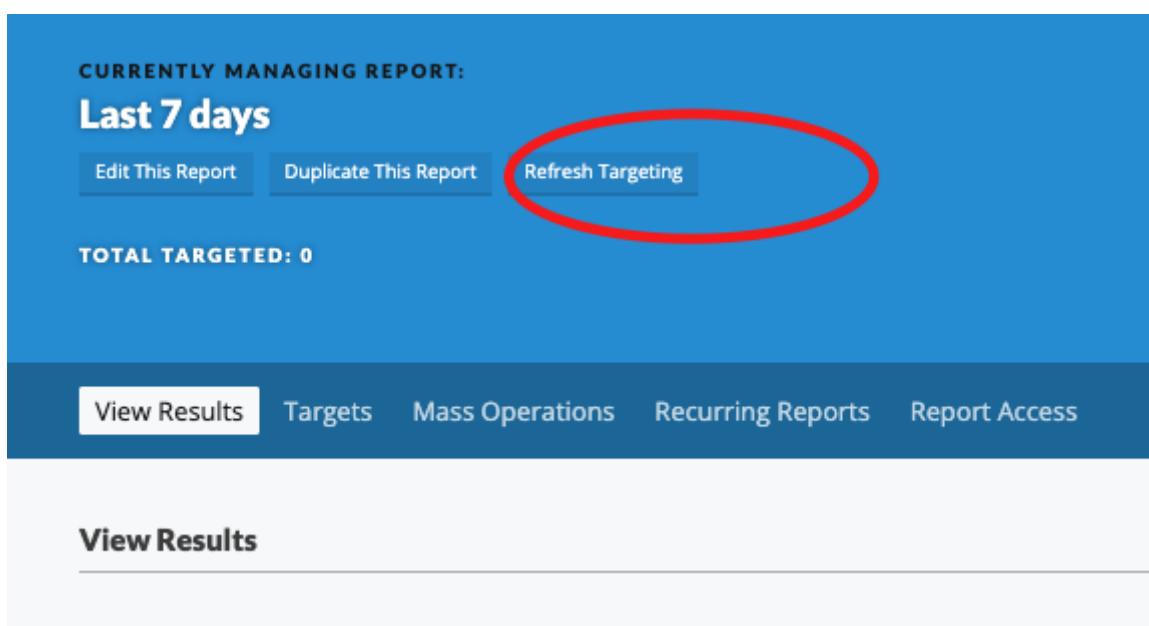 CURRENTLY MANAGING REPORT:
Last 7 days
Edit This Report Duplicate This Report Refresh Targeting
TOTAL TARGETED: 0
View Results Targets Mass Operations Recurring Reports Report Access
View Results